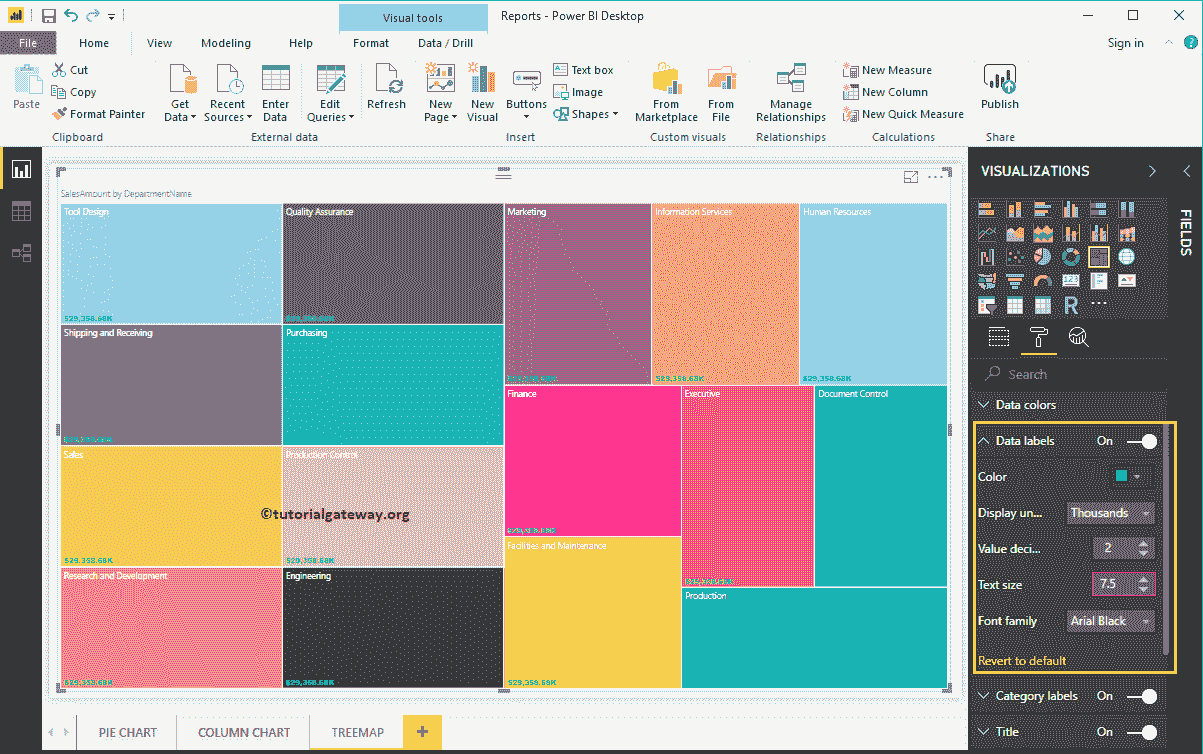 Visual tools
Reports - Power BI Desktop
File
Home
View
Modeling
Help
Format
Data / Drill
Sign in
?
Paste
Cut
Copy
Format Painter
Clipboard
Get Data
Recent Sources
Enter Data
Edit Queries
External data
Refresh
New Page
New Visual
Buttons
Text box
Image
Shapes
Insert
From Marketplace
From File
Custom visuals
Manage Relationships
Relationships
New Measure
New Column
New Quick Measure
Calculations
Publish
Share
SalesAmount by DepartmentName
Tool Design
$29,358.68K
Quality Assurance
$29,358.68K
Marketing
Information Services
$29,358.68K
Human Resources
$29,358.68K
Shipping and Receiving
Purchasing
Finance
$29,358.68K
Executive
Document Control
Sales
$29,358.68K
Production Control
$29,358.68K
©tutorialgateway.org
Facilities and Maintenance
$29,358.68K
Research and Development
$29,358.68K
Engineering
$29,358.68K
Production
PIE CHART
COLUMN CHART
TREEMAP
+
VISUALIZATIONS
FIELDS
123
R
Search
Data colors
Data labels On
Color
Display un... Thousands
Value deci... 2
Text size 7.5
Font family Arial Black
Revert to default
Category labels On
Title On